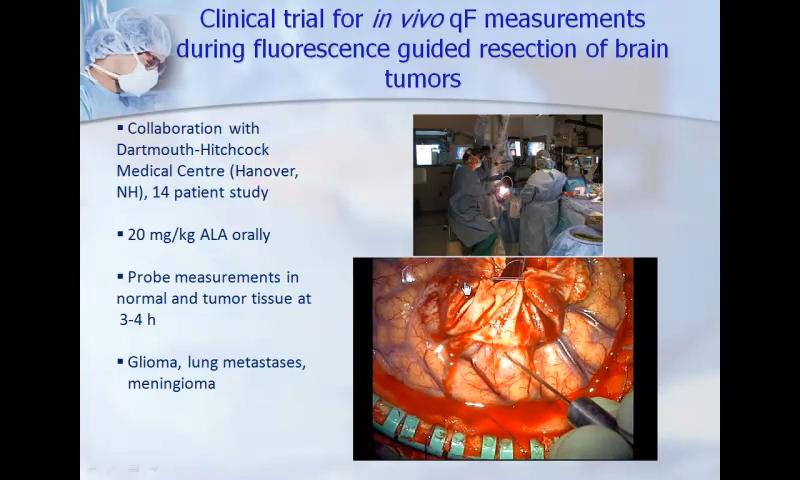 Clinical trial for in vivo qF measurements
during fluorescence guided resection of brain
tumors
▪ Collaboration with
Dartmouth-Hitchcock
Medical Centre (Hanover,
NH), 14 patient study
▪ 20 mg/kg ALA orally
▪ Probe measurements in
normal and tumor tissue at
3-4 h
▪ Glioma, lung metastases,
meningioma